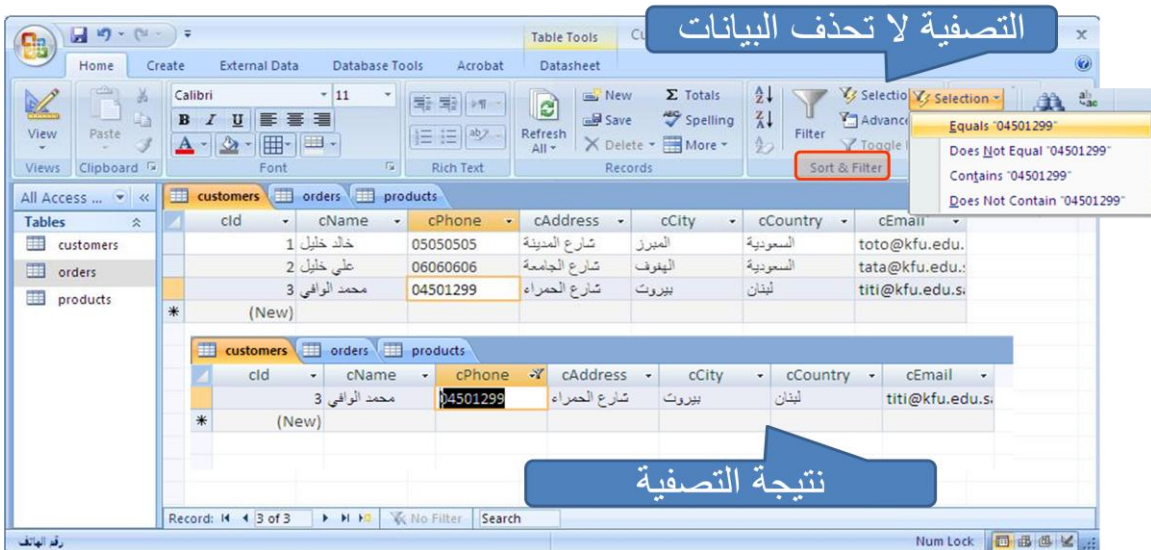 التصفية لا تحذف البيانات
Table Tools
Home Create External Data Database Tools Acrobat Datasheet
View
Paste
Calibri 11
B I U
A
Refresh All
New
Save
Delete
Σ Totals
Spelling
More
Filter
Selection
Toggle
Selection
Equals "04501299"
Does Not Equal "04501299"
Contains "04501299"
Does Not Contain "04501299"
Views Clipboard Font Rich Text Records Sort & Filter
All Access ...
Tables
customers
orders
products
customers orders products
cId cName cPhone cAddress cCity cCountry cEmail
1 خالد خليل 05050505 شارع المدينة المبرز السعودية toto@kfu.edu.
2 علي خليل 06060606 شارع الجامعة الهفوف السعودية tata@kfu.edu.
3 محمد الوافي 04501299 شارع الحمراء بيروت لبنان titi@kfu.edu.sa
* (New)
customers orders products
cId cName cPhone cAddress cCity cCountry cEmail
3 محمد الوافي 04501299 شارع الحمراء بيروت لبنان titi@kfu.edu.sa
* (New)
نتيجة التصفية
Record: 3 of 3 No Filter Search
رقم الهاتف
Num Lock